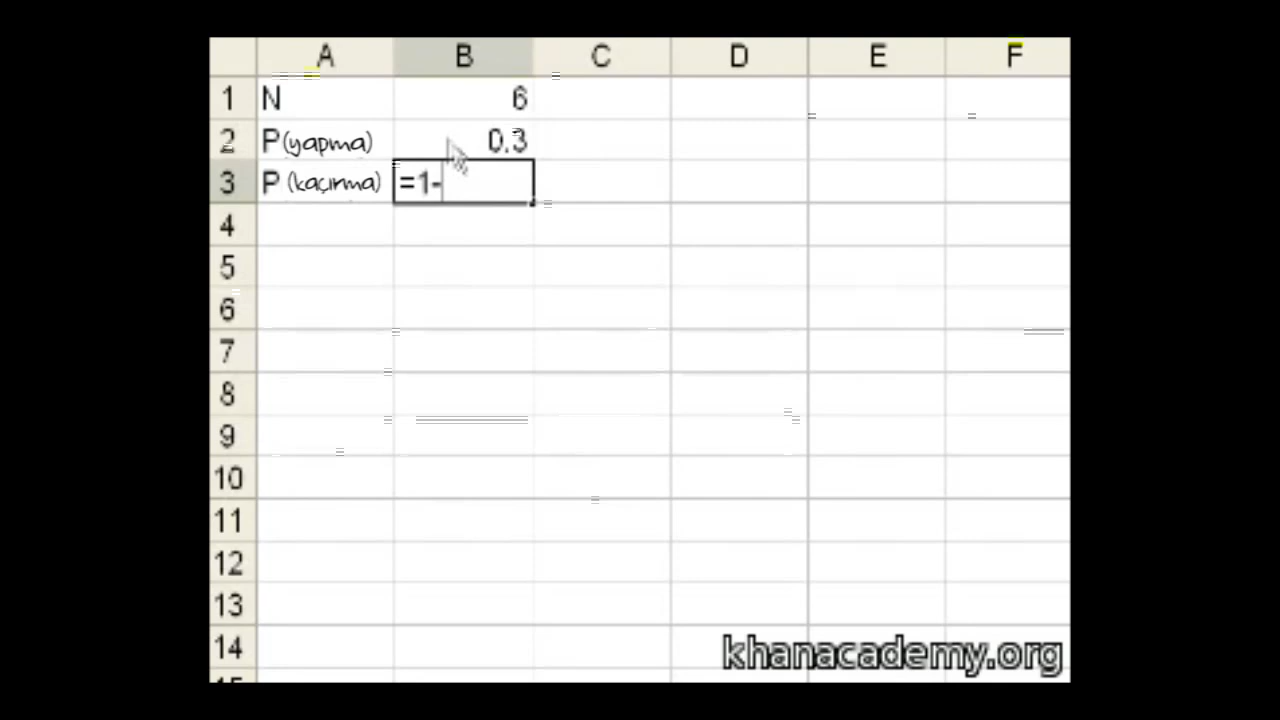 A B C D E F
1 N 6
2 P (yapma) 0.3
3 P (kaçırma) =1-
4
5
6
7
8
9
10
11
12
13
14
khanacademy.org